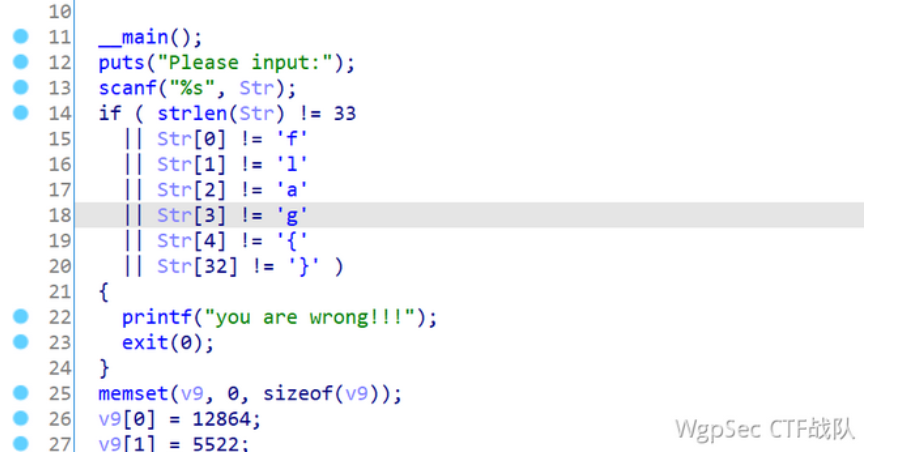 10
11 __main();
12 puts("Please input:");
13 scanf("%s", Str);
14 if ( strlen(Str) != 33
15 || Str[0] != 'f'
16 || Str[1] != 'l'
17 || Str[2] != 'a'
18 || Str[3] != 'g'
19 || Str[4] != '{'
20 || Str[32] != '}' )
21 {
22 printf("you are wrong!!!");
23 exit(0);
24 }
25 memset(v9, 0, sizeof(v9));
26 v9[0] = 12864;
27 v9[1] = 5522;
WgpSec CTF战队